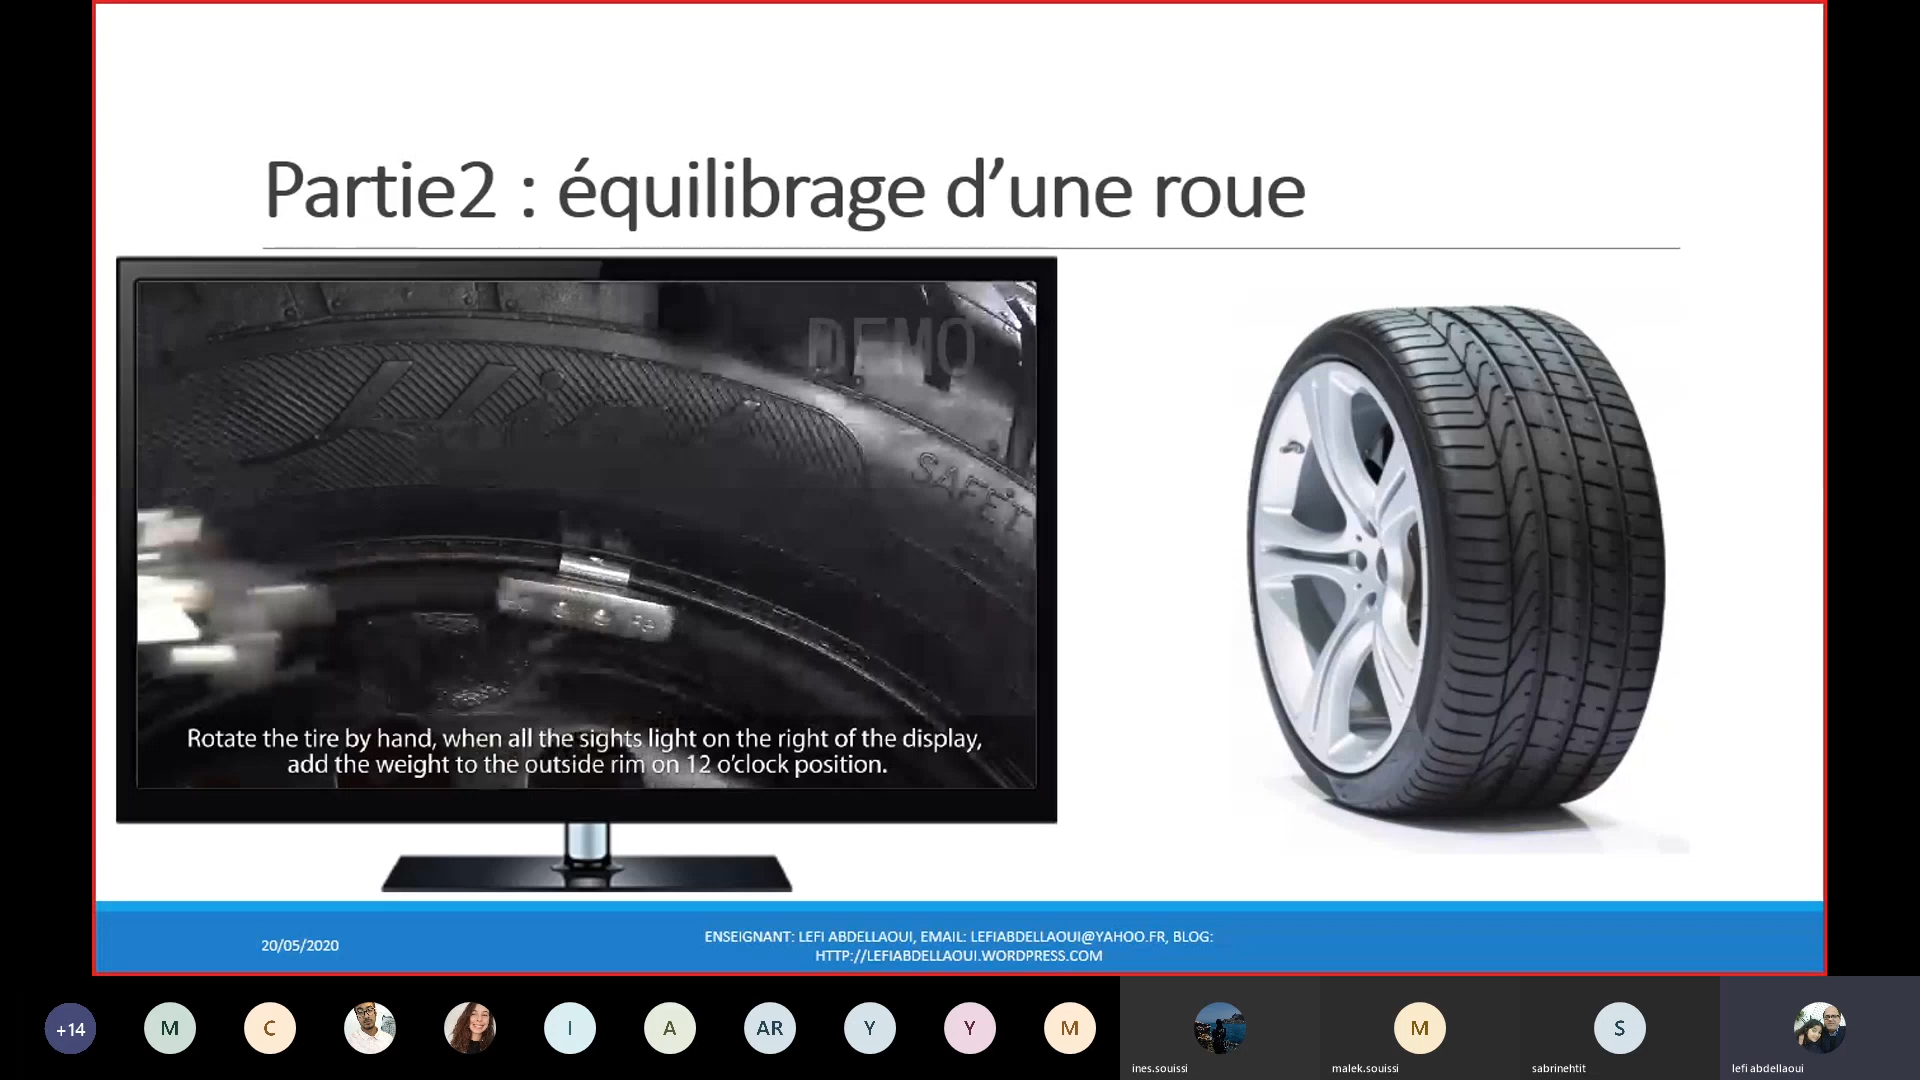 Partie2 : équilibrage d’une roue
DEMO
SAFET
Rotate the tire by hand, when all the sights light on the right of the display,
add the weight to the outside rim on 12 o'clock position.
20/05/2020
ENSEIGNANT: LEFI ABDELLAOUI, EMAIL: LEFIABDELLAOUI@YAHOO.FR, BLOG:
HTTP://LEFIABDELLAOUI.WORDPRESS.COM
+14
M
C
I
A
AR
Y
Y
M
M
S
ines.souissi
malek.souissi
sabrinehtit
lefi abdellaoui